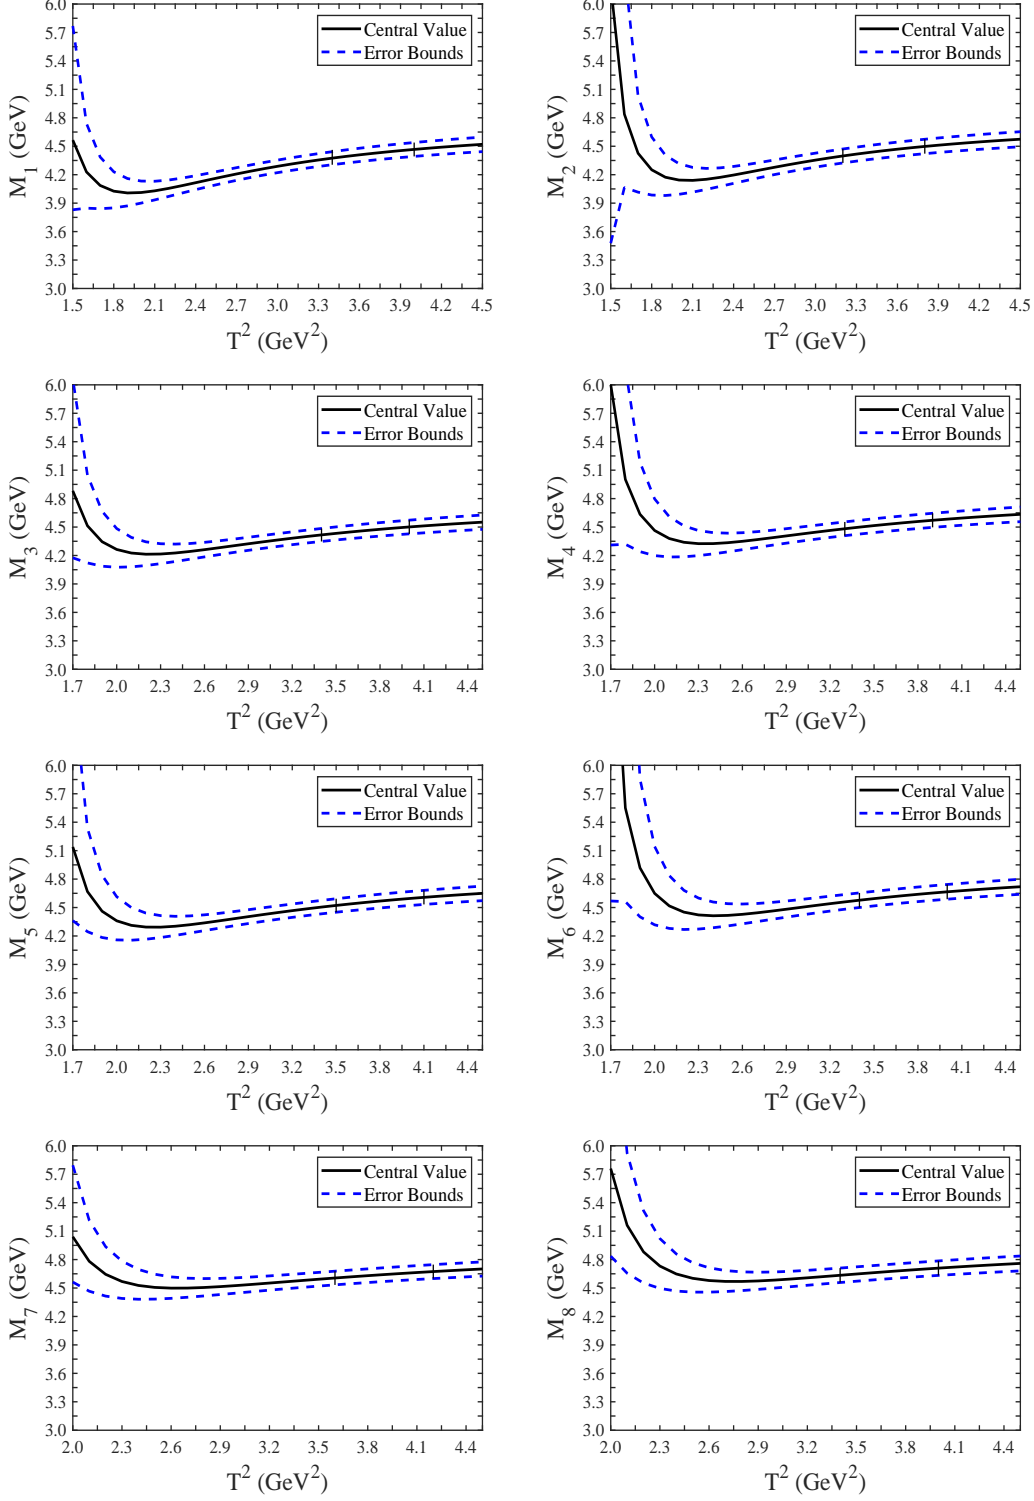 6.0
5.7
5.4
5.1
4.8
4.5
4.2
3.9
3.6
3.3
3.0
1.5 1.8 2.1 2.4 2.7 3.0 3.3 3.6 3.9 4.2 4.5
M1 (GeV)
T2 (GeV2)
Central Value
Error Bounds
6.0
5.7
5.4
5.1
4.8
4.5
4.2
3.9
3.6
3.3
3.0
1.5 1.8 2.1 2.4 2.7 3.0 3.3 3.6 3.9 4.2 4.5
M2 (GeV)
T2 (GeV2)
Central Value
Error Bounds
6.0
5.7
5.4
5.1
4.8
4.5
4.2
3.9
3.6
3.3
3.0
1.7 2.0 2.3 2.6 2.9 3.2 3.5 3.8 4.1 4.4
M3 (GeV)
T2 (GeV2)
Central Value
Error Bounds
6.0
5.7
5.4
5.1
4.8
4.5
4.2
3.9
3.6
3.3
3.0
1.7 2.0 2.3 2.6 2.9 3.2 3.5 3.8 4.1 4.4
M4 (GeV)
T2 (GeV2)
Central Value
Error Bounds
6.0
5.7
5.4
5.1
4.8
4.5
4.2
3.9
3.6
3.3
3.0
1.7 2.0 2.3 2.6 2.9 3.2 3.5 3.8 4.1 4.4
M5 (GeV)
T2 (GeV2)
Central Value
Error Bounds
6.0
5.7
5.4
5.1
4.8
4.5
4.2
3.9
3.6
3.3
3.0
1.7 2.0 2.3 2.6 2.9 3.2 3.5 3.8 4.1 4.4
M6 (GeV)
T2 (GeV2)
Central Value
Error Bounds
6.0
5.7
5.4
5.1
4.8
4.5
4.2
3.9
3.6
3.3
3.0
2.0 2.3 2.6 2.9 3.2 3.5 3.8 4.1 4.4
M7 (GeV)
T2 (GeV2)
Central Value
Error Bounds
6.0
5.7
5.4
5.1
4.8
4.5
4.2
3.9
3.6
3.3
3.0
2.0 2.3 2.6 2.9 3.2 3.5 3.8 4.1 4.4
M8 (GeV)
T2 (GeV2)
Central Value
Error Bounds